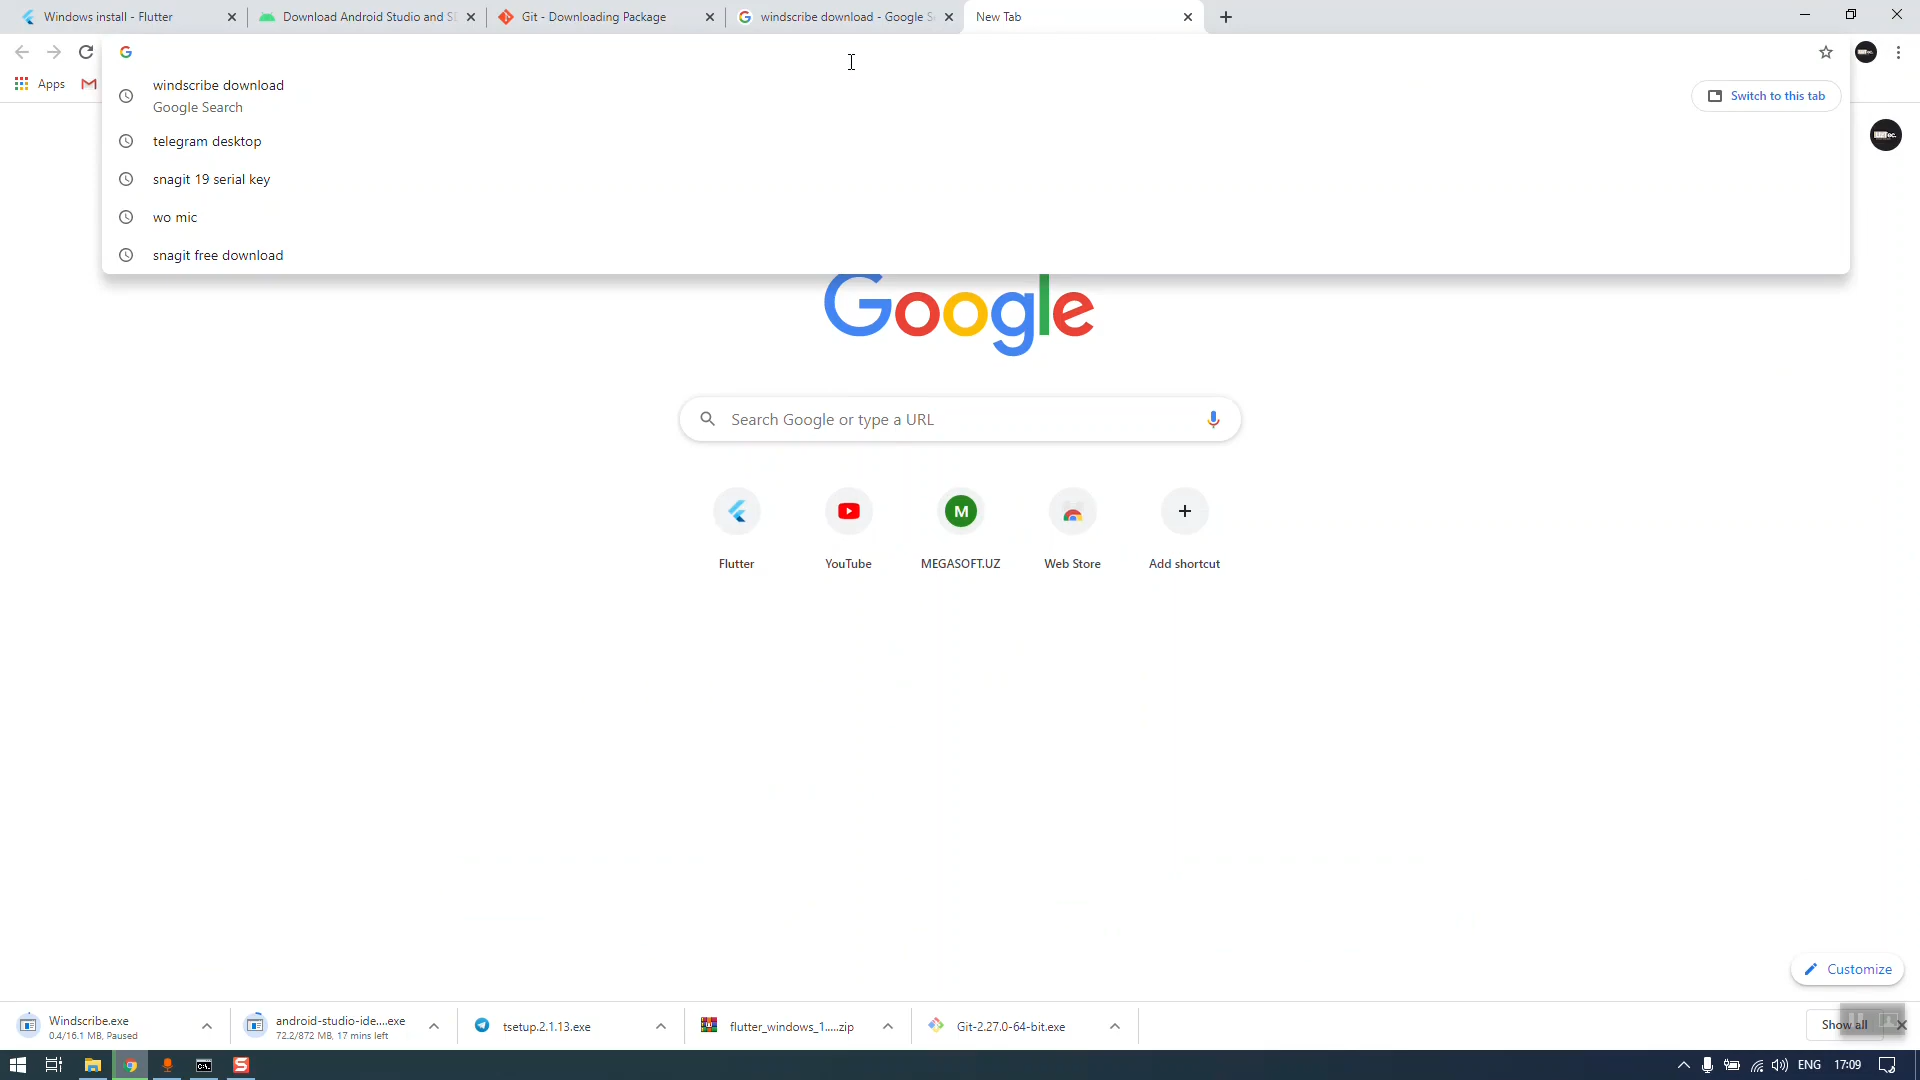 Windows install - Flutter
Download Android Studio and S
Git - Downloading Package
windscribe download - Google S
New Tab
Apps
windscribe download
Google Search
Switch to this tab
telegram desktop
snagit 19 serial key
wo mic
snagit free download
Google
Search Google or type a URL
M
Flutter
YouTube
MEGASOFT.UZ
Web Store
Add shortcut
Customize
Windscribe.exe
0.4/16.1 MB, Paused
android-studio-ide....exe
72.2/872 MB, 17 mins left
tsetup.2.1.13.exe
flutter_windows_1.....zip
Git-2.27.0-64-bit.exe
Show all
ENG
17:09